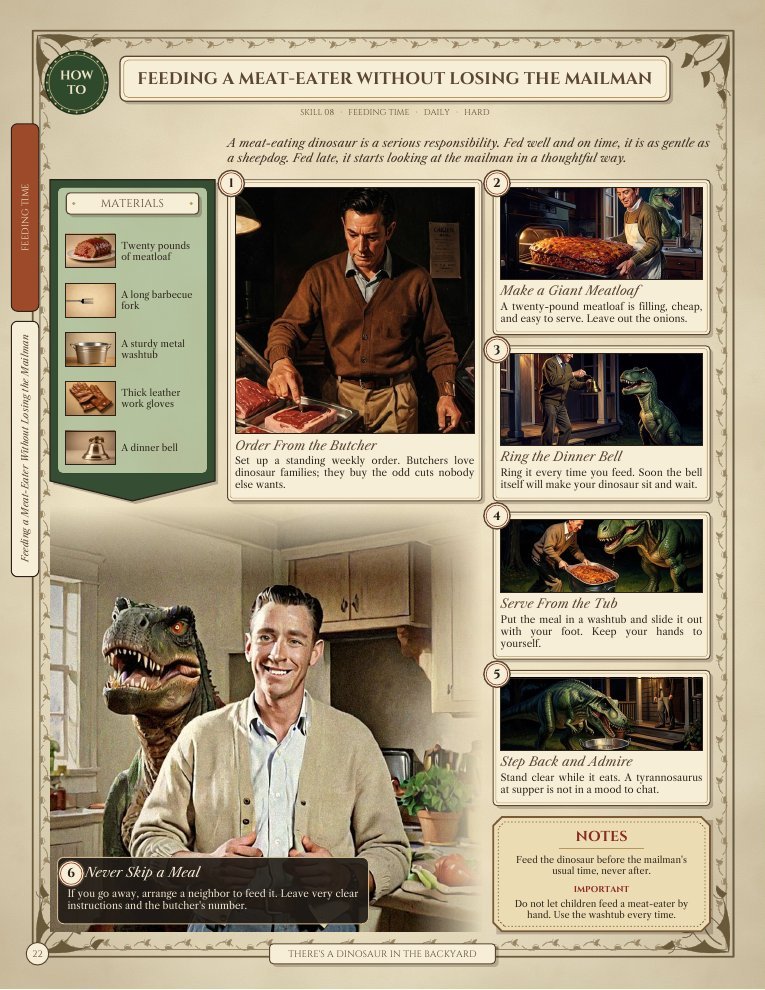 HOW
TO
FEEDING A MEAT-EATER WITHOUT LOSING THE MAILMAN
SKILL 08 · FEEDING TIME · DAILY · HARD
A meat-eating dinosaur is a serious responsibility. Fed well and on time, it is as gentle as
a sheepdog. Fed late, it starts looking at the mailman in a thoughtful way.
FEEDING TIME
Feeding a Meat-Eater Without Losing the Mailman
MATERIALS
Twenty pounds
of meatloaf
A long barbecue
fork
A sturdy metal
washtub
Thick leather
work gloves
A dinner bell
1
Order From the Butcher
Set up a standing weekly order. Butchers love
dinosaur families; they buy the odd cuts nobody
else wants.
2
Make a Giant Meatloaf
A twenty-pound meatloaf is filling, cheap,
and easy to serve. Leave out the onions.
3
Ring the Dinner Bell
Ring it every time you feed. Soon the bell
itself will make your dinosaur sit and wait.
4
Serve From the Tub
Put the meal in a washtub and slide it out
with your foot. Keep your hands to
yourself.
5
Step Back and Admire
Stand clear while it eats. A tyrannosaurus
at supper is not in a mood to chat.
6
Never Skip a Meal
If you go away, arrange a neighbor to feed it. Leave very clear
instructions and the butcher's number.
NOTES
Feed the dinosaur before the mailman's
usual time, never after.
IMPORTANT
Do not let children feed a meat-eater by
hand. Use the washtub every time.
22
THERE'S A DINOSAUR IN THE BACKYARD